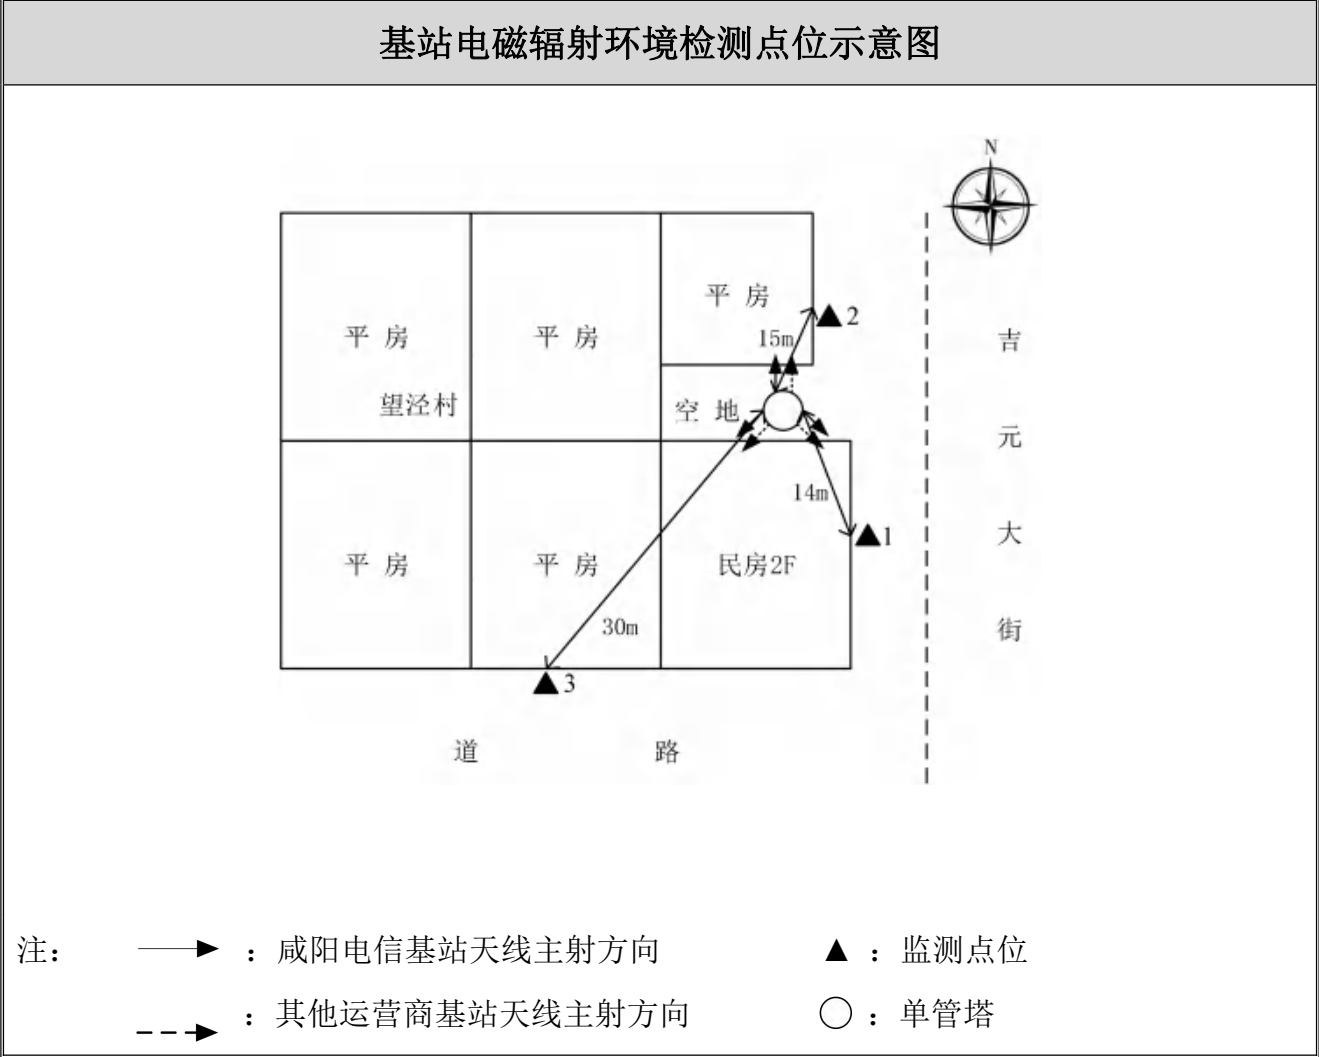 基站电磁辐射环境检测点位示意图
N
平 房
2
15m
吉元大街
平 房
平 房
望泾村
空 地
14m
1
平 房
平 房
民房2F
30m
3
道 路
注：
：咸阳电信基站天线主射方向
：监测点位
：其他运营商基站天线主射方向
：单管塔